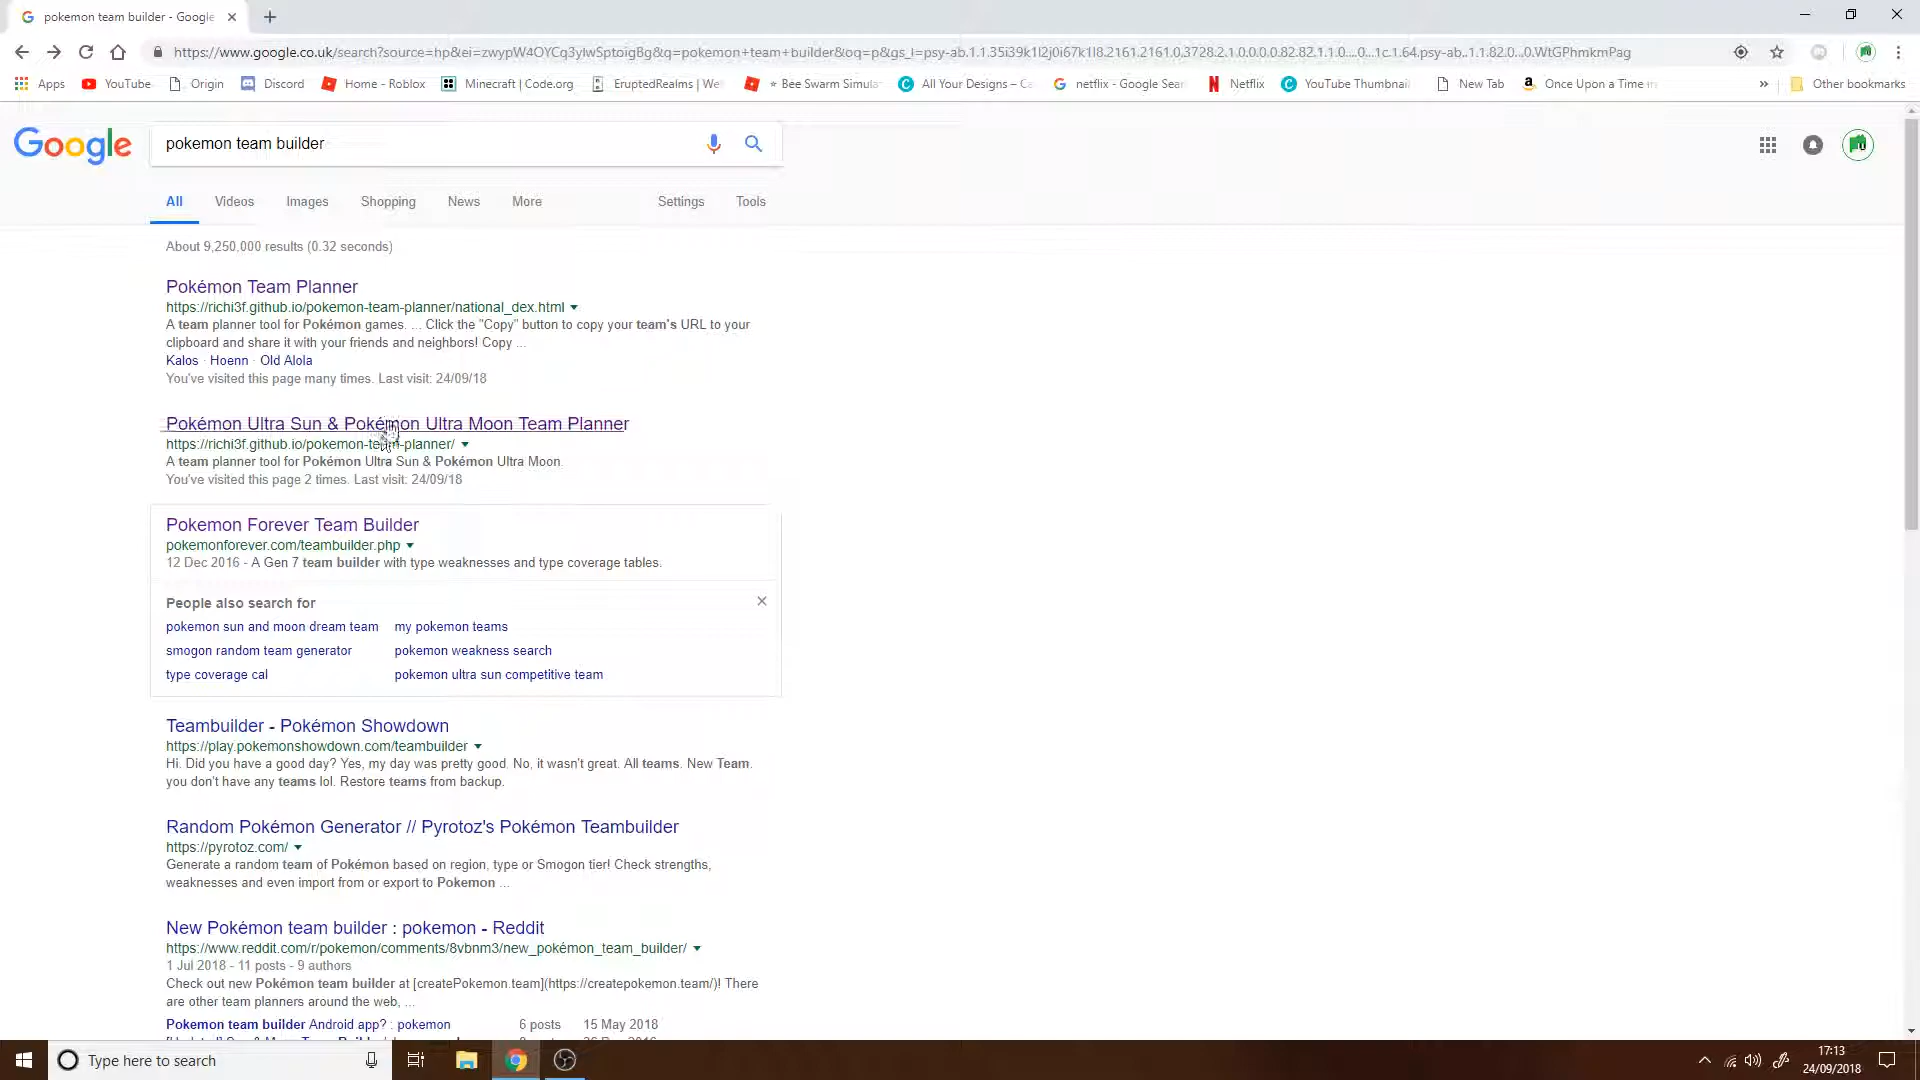 pokemon team builder - Google
https://www.google.co.uk/search?source=hp&ei=zwypW4OYCq3yIwSptoigBg&q=pokemon+team+builder&oq=p&gs_l=psy-ab.1.1.35i39k1l2j0i67k1l8.2161.2161.0.3728.2.1.0.0.0.0.82.82.1.1.0....0...1c.1.64.psy-ab..1.1.82.0...0.WtGPhmkmPag
Apps YouTube Origin Discord Home - Roblox Minecraft | Code.org EruptedRealms | We Bee Swarm Simula All Your Designs – Ca netflix - Google Sear Netflix YouTube Thumbnai New Tab Once Upon a Time » Other bookmarks
Google
pokemon team builder
All Videos Images Shopping News More Settings Tools
About 9,250,000 results (0.32 seconds)
Pokémon Team Planner
https://richi3f.github.io/pokemon-team-planner/national_dex.html
A team planner tool for Pokémon games. ... Click the "Copy" button to copy your team's URL to your
clipboard and share it with your friends and neighbors! Copy ...
Kalos · Hoenn · Old Alola
You've visited this page many times. Last visit: 24/09/18
Pokémon Ultra Sun & Pokémon Ultra Moon Team Planner
https://richi3f.github.io/pokemon-team-planner/
A team planner tool for Pokémon Ultra Sun & Pokémon Ultra Moon.
You've visited this page 2 times. Last visit: 24/09/18
Pokemon Forever Team Builder
pokemonforever.com/teambuilder.php
12 Dec 2016 - A Gen 7 team builder with type weaknesses and type coverage tables.
People also search for
pokemon sun and moon dream team my pokemon teams
smogon random team generator pokemon weakness search
type coverage cal pokemon ultra sun competitive team
Teambuilder - Pokémon Showdown
https://play.pokemonshowdown.com/teambuilder
Hi. Did you have a good day? Yes, my day was pretty good. No, it wasn't great. All teams. New Team.
you don't have any teams lol. Restore teams from backup.
Random Pokémon Generator // Pyrotoz's Pokémon Teambuilder
https://pyrotoz.com/
Generate a random team of Pokémon based on region, type or Smogon tier! Check strengths,
weaknesses and even import from or export to Pokemon ...
New Pokémon team builder : pokemon - Reddit
https://www.reddit.com/r/pokemon/comments/8vbnm3/new_pokémon_team_builder/
1 Jul 2018 - 11 posts - 9 authors
Check out new Pokémon team builder at [createPokemon.team](https://createpokemon.team/)! There
are other team planners around the web, ...
Pokemon team builder Android app? : pokemon 6 posts 15 May 2018
Type here to search
17:13
24/09/2018